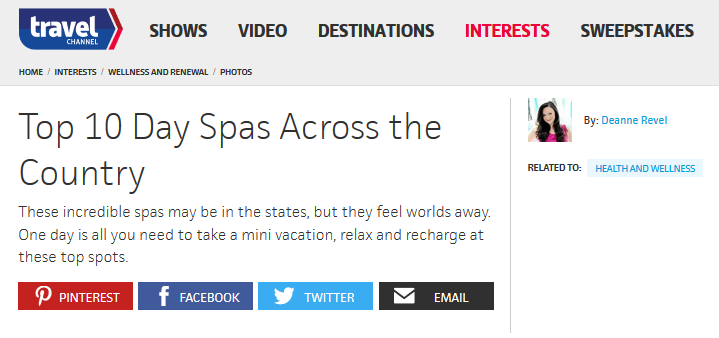 travel
CHANNEL
SHOWS VIDEO DESTINATIONS INTERESTS SWEEPSTAKES
HOME / INTERESTS / WELLNESS AND RENEWAL / PHOTOS
Top 10 Day Spas Across the
Country
These incredible spas may be in the states, but they feel worlds away.
One day is all you need to take a mini vacation, relax and recharge at
these top spots.
PINTEREST FACEBOOK TWITTER EMAIL
By: Deanne Revel
RELATED TO: HEALTH AND WELLNESS